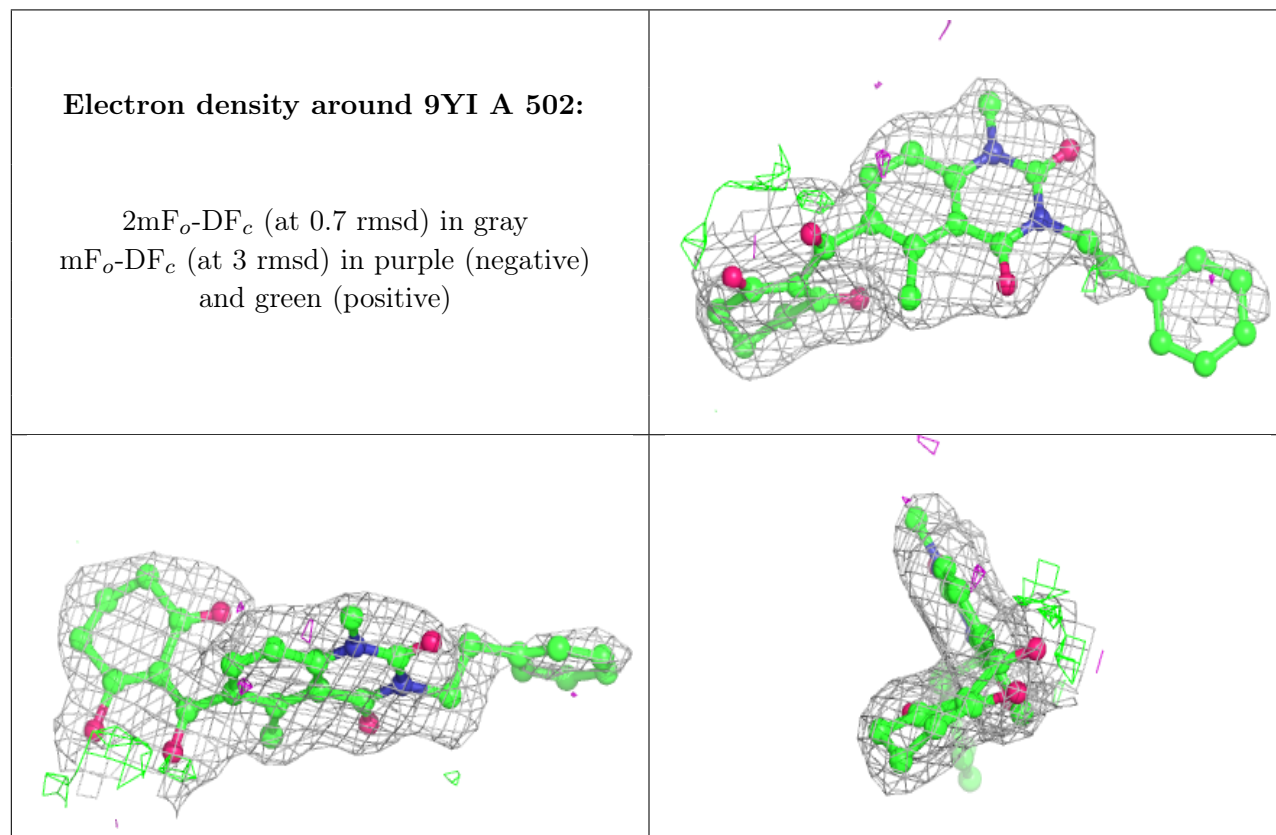 Electron density around 9YI A 502:
2mFo-DFc (at 0.7 rmsd) in gray
mFo-DFc (at 3 rmsd) in purple (negative)
and green (positive)